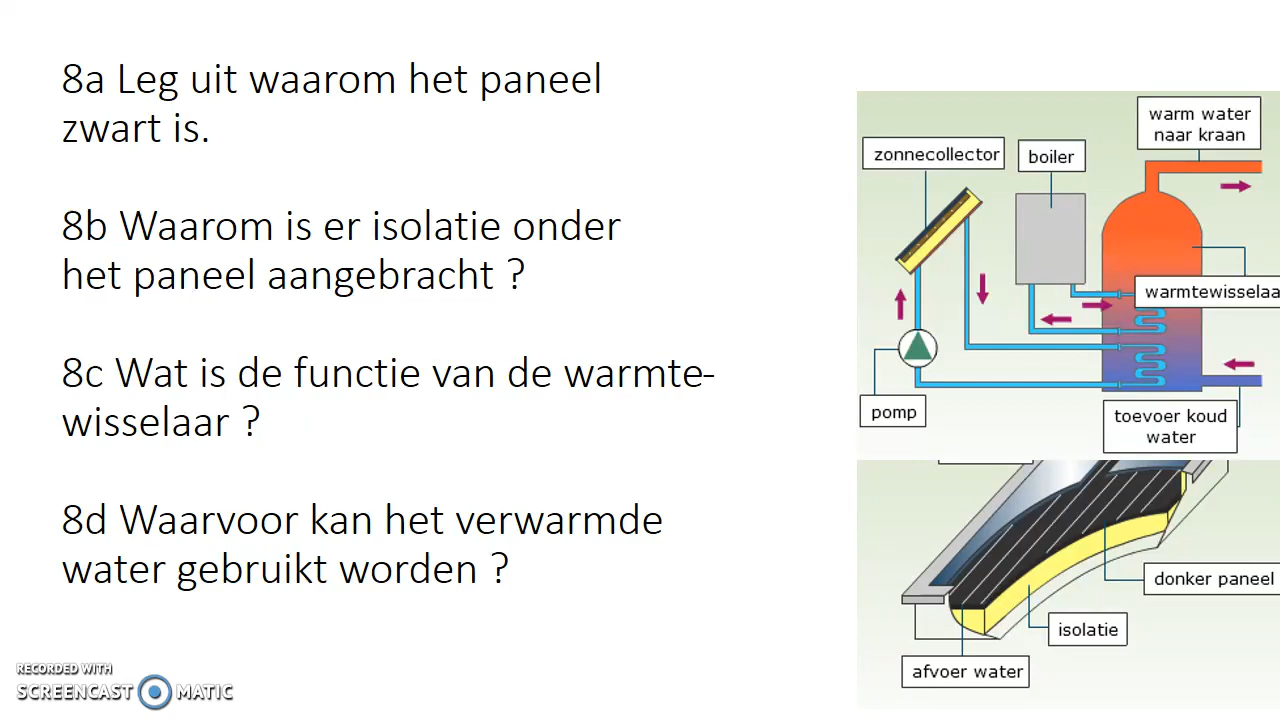 8a Leg uit waarom het paneel
zwart is.
8b Waarom is er isolatie onder
het paneel aangebracht ?
8c Wat is de functie van de warmte-
wisselaar ?
8d Waarvoor kan het verwarmde
water gebruikt worden ?
warm water
naar kraan
zonnecollector
boiler
warmtewisselaa
pomp
toevoer koud
water
donker paneel
isolatie
afvoer water
RECORDED WITH
SCREENCAST MATIC